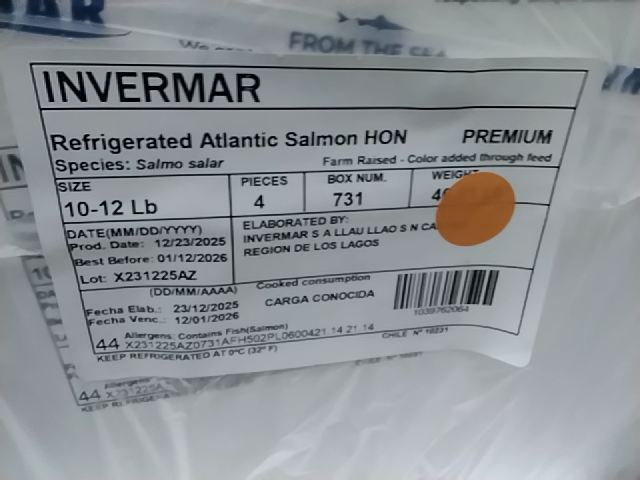 FROM THE SEA
INVERMAR
Refrigerated Atlantic Salmon HON PREMIUM
Species: Salmo salar Farm Raised - Color added through feed
SIZE PIECES BOX NUM. WEIGHT
10-12 Lb 4 731
DATE(MM/DD/YYYY) ELABORATED BY:
Prod. Date: 12/23/2025 INVERMAR S A LLAU LLAO S N
Best Before: 01/12/2026 REGION DE LOS LAGOS
Lot: X231225AZ
(DD/MM/AAAA) Cooked consumption
Fecha Elab.: 23/12/2025 CARGA CONOCIDA
Fecha Venc.: 12/01/2026 1039762064
Allergens: Contains Fish(Salmon)
44 X231225AZ0731AFH502PL0600421.14 21.14 CHILE N° 10231
KEEP REFRIGERATED AT 0°C (32° F)
Allergens
44